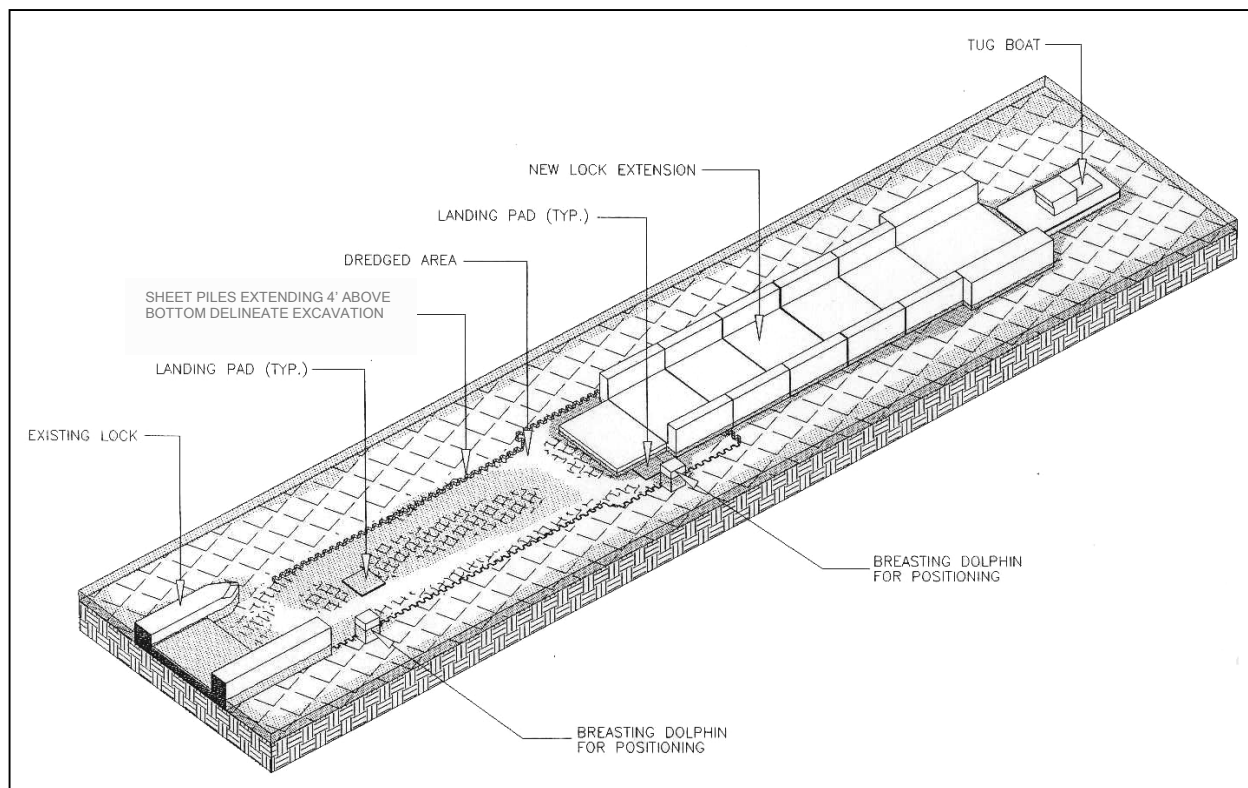 TUG BOAT
NEW LOCK EXTENSION
LANDING PAD (TYP.)
DREDGED AREA
SHEET PILES EXTENDING 4' ABOVE
BOTTOM DELINEATE EXCAVATION
LANDING PAD (TYP.)
EXISTING LOCK
BREASTING DOLPHIN
FOR POSITIONING
BREASTING DOLPHIN
FOR POSITIONING